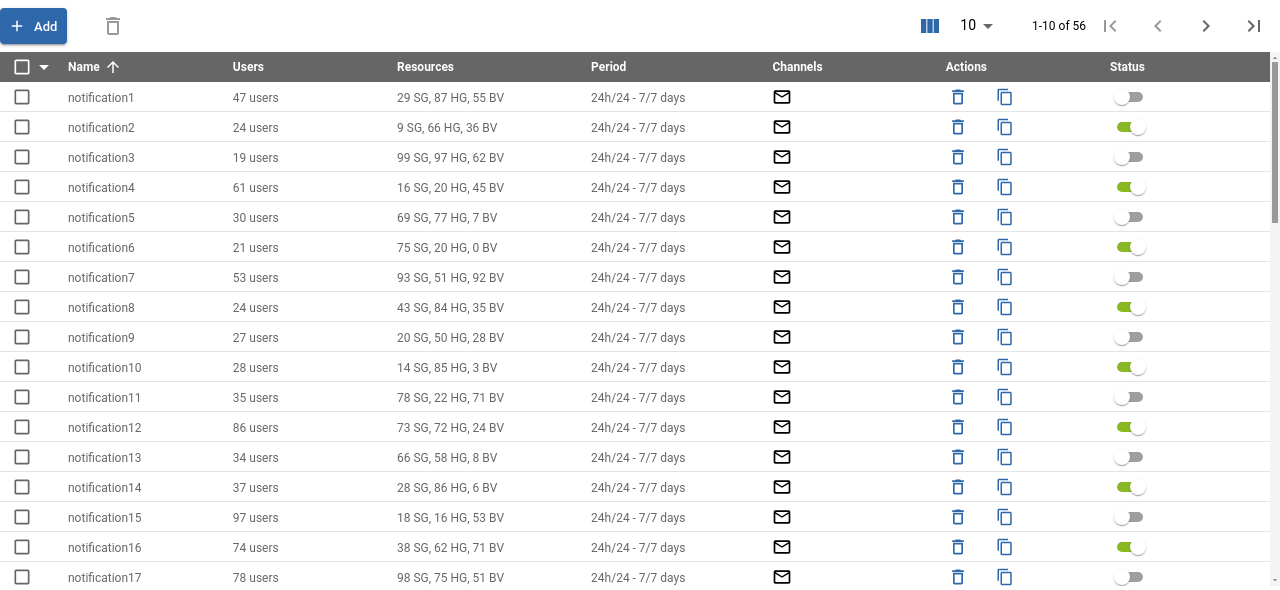 Add 10 1-10 of 56
Name Users Resources Period Channels Actions Status
notification1 47 users 29 SG, 87 HG, 55 BV 24h/24 - 7/7 days
notification2 24 users 9 SG, 66 HG, 36 BV 24h/24 - 7/7 days
notification3 19 users 99 SG, 97 HG, 62 BV 24h/24 - 7/7 days
notification4 61 users 16 SG, 20 HG, 45 BV 24h/24 - 7/7 days
notification5 30 users 69 SG, 77 HG, 7 BV 24h/24 - 7/7 days
notification6 21 users 75 SG, 20 HG, 0 BV 24h/24 - 7/7 days
notification7 53 users 93 SG, 51 HG, 92 BV 24h/24 - 7/7 days
notification8 24 users 43 SG, 84 HG, 35 BV 24h/24 - 7/7 days
notification9 27 users 20 SG, 50 HG, 28 BV 24h/24 - 7/7 days
notification10 28 users 14 SG, 85 HG, 3 BV 24h/24 - 7/7 days
notification11 35 users 78 SG, 22 HG, 71 BV 24h/24 - 7/7 days
notification12 86 users 73 SG, 72 HG, 24 BV 24h/24 - 7/7 days
notification13 34 users 66 SG, 58 HG, 8 BV 24h/24 - 7/7 days
notification14 37 users 28 SG, 86 HG, 6 BV 24h/24 - 7/7 days
notification15 97 users 18 SG, 16 HG, 53 BV 24h/24 - 7/7 days
notification16 74 users 38 SG, 62 HG, 71 BV 24h/24 - 7/7 days
notification17 78 users 98 SG, 75 HG, 51 BV 24h/24 - 7/7 days